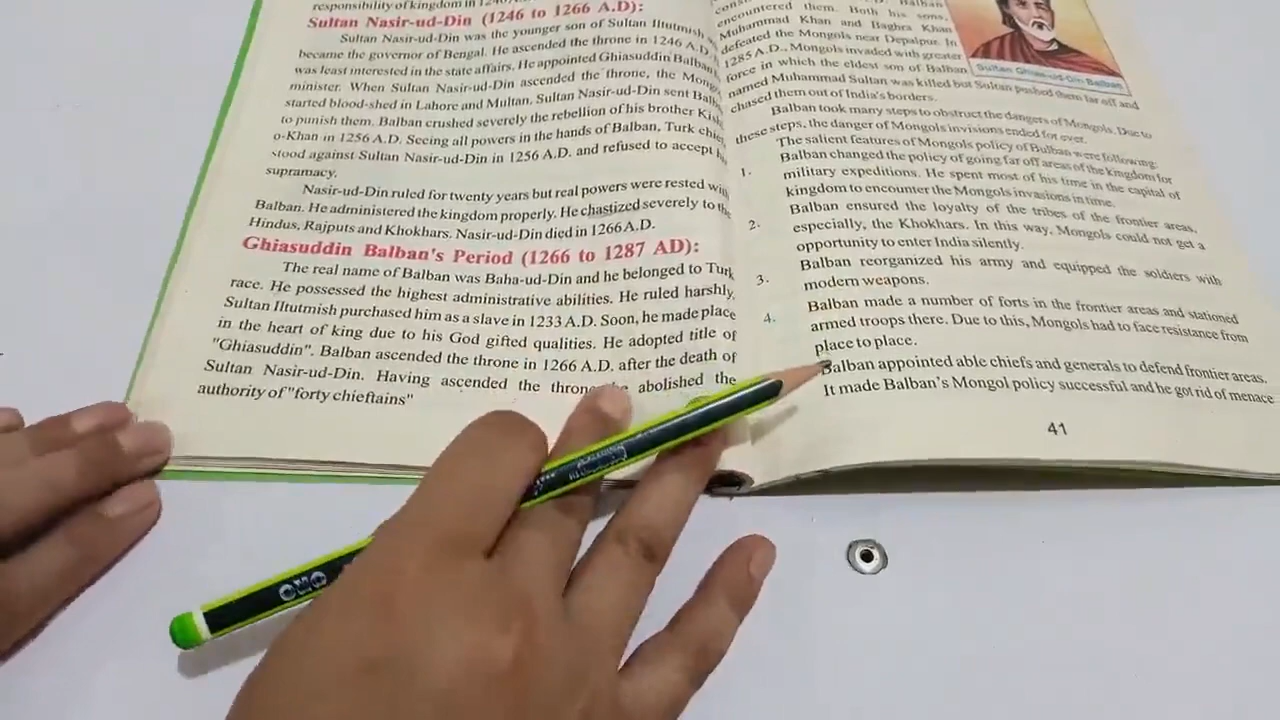 responsibility of kingdom in
Sultan Nasir-ud-Din (1246 to 1266 A.D):
Sultan Nasir-ud-Din was the younger son of Sultan Iltutmish
became the governor of Bengal. He ascended the throne in 1246 A.D.
was least interested in the state affairs. He appointed Ghiasuddin Balban
minister. When Sultan Nasir-ud-Din ascended the throne, the
started blood-shed in Lahore and Multan. Sultan Nasir-ud-Din sent
to punish them. Balban crushed severely the rebellion of his brother
o-Khan in 1256 A.D. Seeing all powers in the hands of Balban, Turk
stood against Sultan Nasir-ud-Din in 1256 A.D. and refused to accept
supremacy.
Nasir-ud-Din ruled for twenty years but real powers were rested with
Balban. He administered the kingdom properly. He chastized severely to the
Hindus, Rajputs and Khokhars. Nasir-ud-Din died in 1266 A.D.
Ghiasuddin Balban's Period (1266 to 1287 AD):
The real name of Balban was Baha-ud-Din and he belonged to Turk
race. He possessed the highest administrative abilities. He ruled harshly,
Sultan Iltutmish purchased him as a slave in 1233 A.D. Soon, he made place
in the heart of king due to his God gifted qualities. He adopted title of
"Ghiasuddin". Balban ascended the throne in 1266 A.D. after the death of
Sultan Nasir-ud-Din. Having ascended the abolished the
authority of "forty chieftains"
Balban
encountered them. Both his sons,
Muhammad Khan and Baghra Khan
defeated the Mongols near Depalpur. In
1285 A.D., Mongols invaded with greater
force in which the eldest son of Balban
named Muhammad Sultan was killed but Sultan pushed them far off and
chased them out of India's borders.
Sultan Ghias-ud-Din Balban
Balban took many steps to obstruct the dangers of Mongols. Due to
these steps, the danger of Mongols invisions ended for ever.
The salient features of Mongols policy of Bulban were following:
1. Balban changed the policy of going far off areas of the kingdom for
military expeditions. He spent most of his time in the capital of
kingdom to encounter the Mongols invasions in time.
2. Balban ensured the loyalty of the tribes of the frontier areas,
especially, the Khokhars. In this way, Mongols could not get a
opportunity to enter India silently.
3. Balban reorganized his army and equipped the soldiers with
modern weapons.
4. Balban made a number of forts in the frontier areas and stationed
armed troops there. Due to this, Mongols had to face resistance from
place to place.
Balban appointed able chiefs and generals to defend frontier areas.
It made Balban's Mongol policy successful and he got rid of menace
41